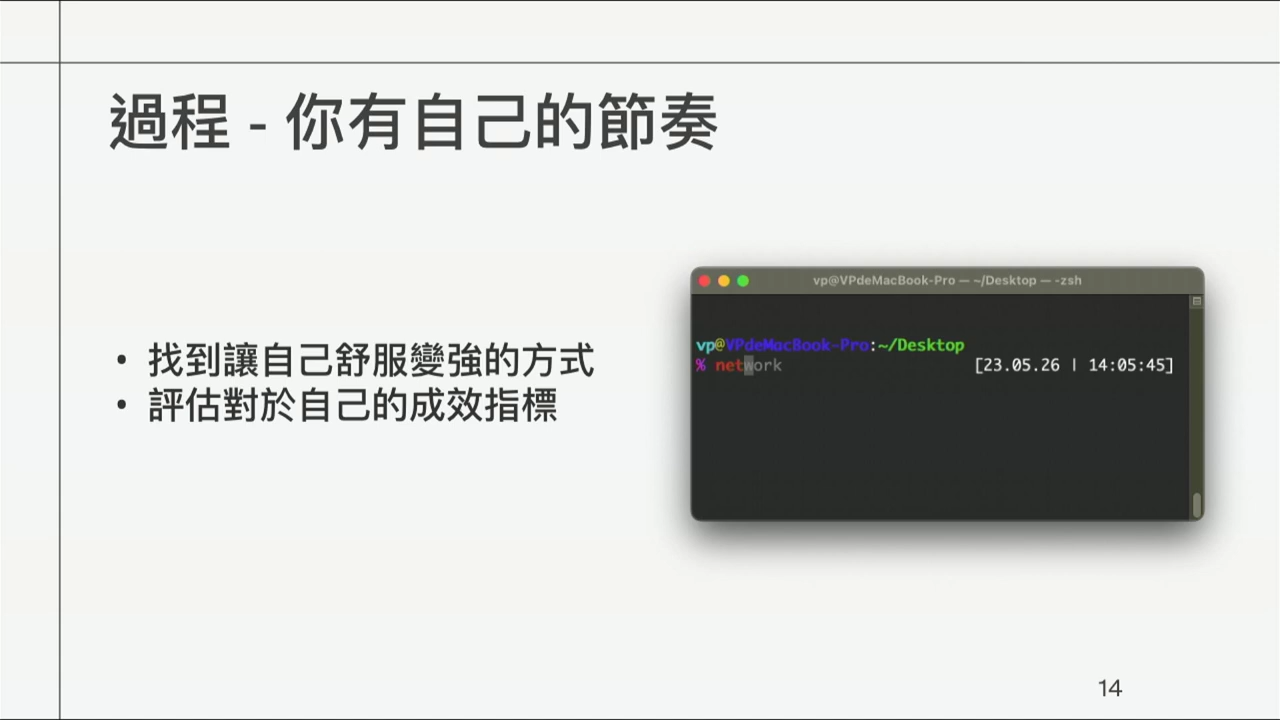 過程 - 你有自己的節奏
• 找到讓自己舒服變強的方式
• 評估對於自己的成效指標
vp@VPdeMacBook-Pro — ~/Desktop — -zsh
vp@VPdeMacBook-Pro:~/Desktop
% network [23.05.26 | 14:05:45]
14